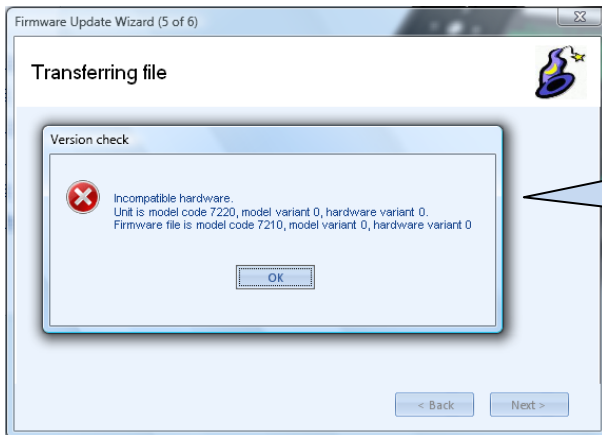 Firmware Update Wizard (5 of 6)
Transferring file
Version check
Incompatible hardware.
Unit is model code 7220, model variant 0, hardware variant 0.
Firmware file is model code 7210, model variant 0, hardware variant 0
OK
< Back
Next >